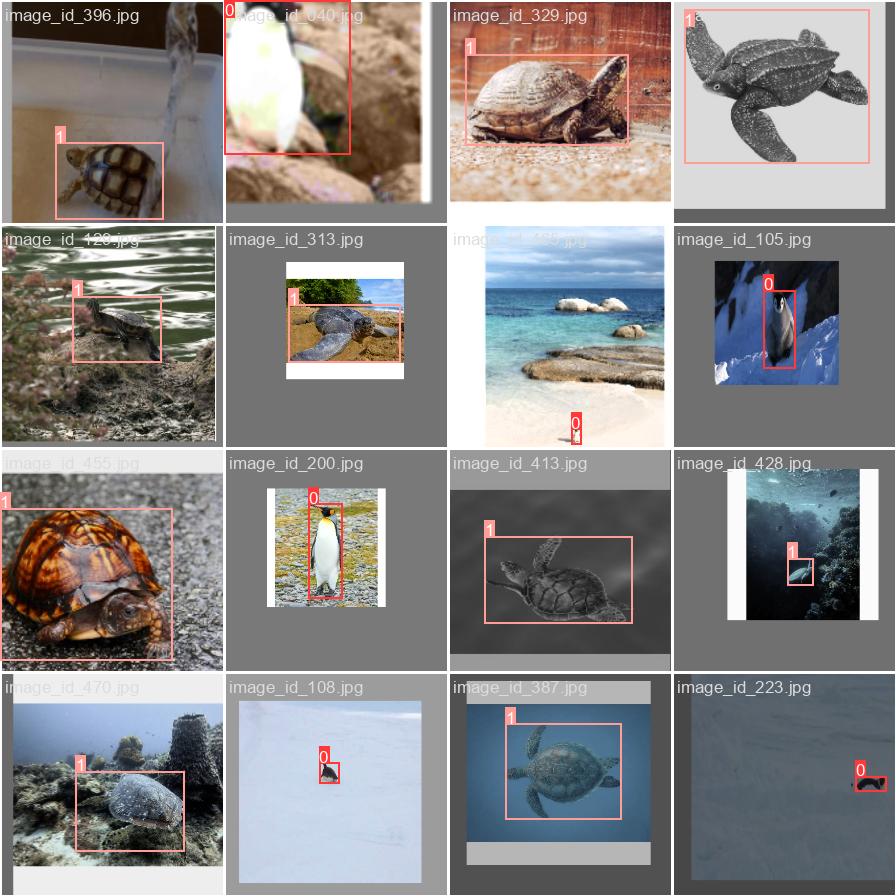 image_id_396.jpg
image_id_040.jpg
image_id_329.jpg
1
0
1
1
image_id_129.jpg
image_id_313.jpg
image_id_465.jpg
image_id_105.jpg
1
1
0
0
image_id_455.jpg
image_id_200.jpg
image_id_413.jpg
image_id_428.jpg
1
0
1
1
image_id_470.jpg
image_id_108.jpg
image_id_387.jpg
image_id_223.jpg
1
0
1
0